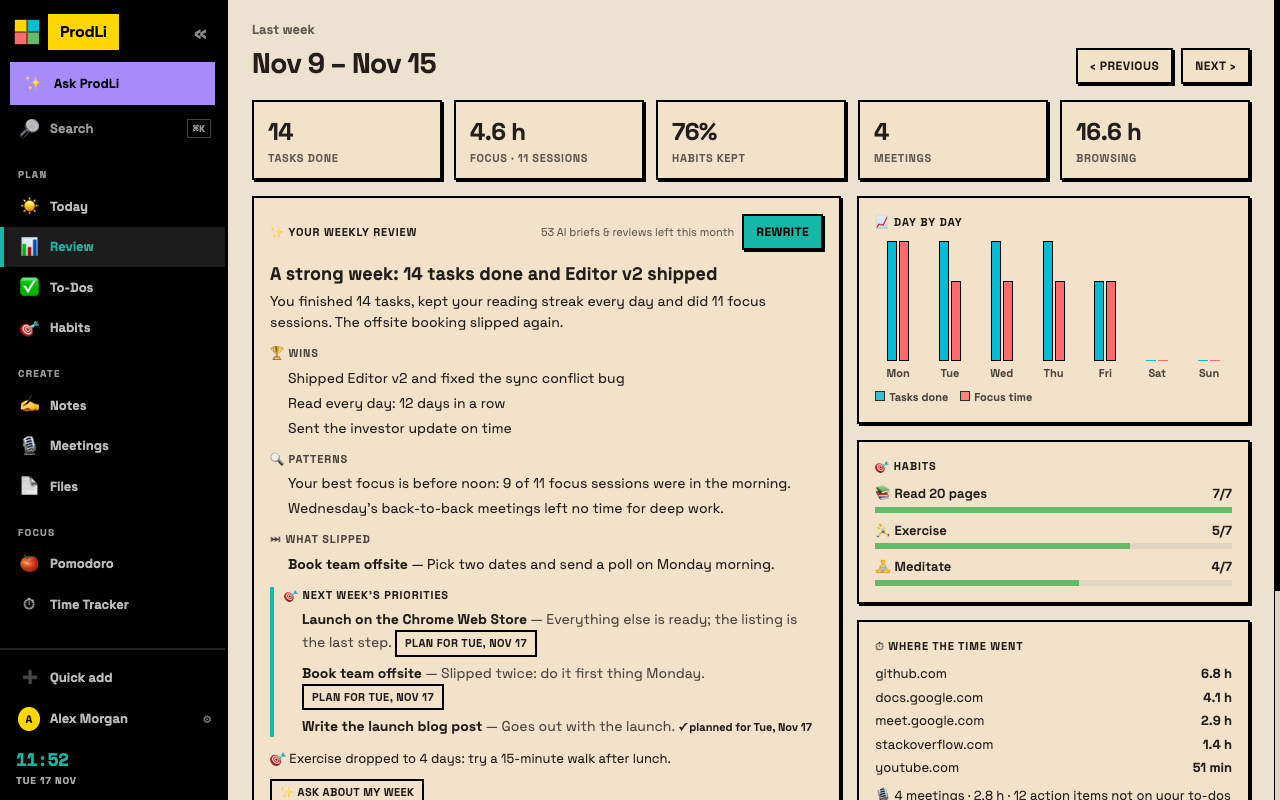 ProdLi
«
Ask ProdLi
Search ⌘K
PLAN
Today
Review
To-Dos
Habits
CREATE
Notes
Meetings
Files
FOCUS
Pomodoro
Time Tracker
Quick add
A Alex Morgan
11:52
TUE 17 NOV
Last week
Nov 9 – Nov 15
‹ PREVIOUS
NEXT ›
14
TASKS DONE
4.6 h
FOCUS · 11 SESSIONS
76%
HABITS KEPT
4
MEETINGS
16.6 h
BROWSING
✨ YOUR WEEKLY REVIEW
53 AI briefs & reviews left this month
REWRITE
A strong week: 14 tasks done and Editor v2 shipped
You finished 14 tasks, kept your reading streak every day and did 11 focus
sessions. The offsite booking slipped again.
🏆 WINS
Shipped Editor v2 and fixed the sync conflict bug
Read every day: 12 days in a row
Sent the investor update on time
🔍 PATTERNS
Your best focus is before noon: 9 of 11 focus sessions were in the morning.
Wednesday's back-to-back meetings left no time for deep work.
⏭ WHAT SLIPPED
Book team offsite — Pick two dates and send a poll on Monday morning.
🎯 NEXT WEEK'S PRIORITIES
Launch on the Chrome Web Store — Everything else is ready; the listing is
the last step. PLAN FOR TUE, NOV 17
Book team offsite — Slipped twice: do it first thing Monday.
PLAN FOR TUE, NOV 17
Write the launch blog post — Goes out with the launch. ✓ planned for Tue, Nov 17
🎯 Exercise dropped to 4 days: try a 15-minute walk after lunch.
✨ ASK ABOUT MY WEEK
📈 DAY BY DAY
Mon Tue Wed Thu Fri Sat Sun
Tasks done Focus time
🎯 HABITS
📚 Read 20 pages 7/7
🏃 Exercise 5/7
🧘 Meditate 4/7
⏱ WHERE THE TIME WENT
github.com 6.8 h
docs.google.com 4.1 h
meet.google.com 2.9 h
stackoverflow.com 1.4 h
youtube.com 51 min
🎙 4 meetings · 2.8 h · 12 action items not on your to-dos